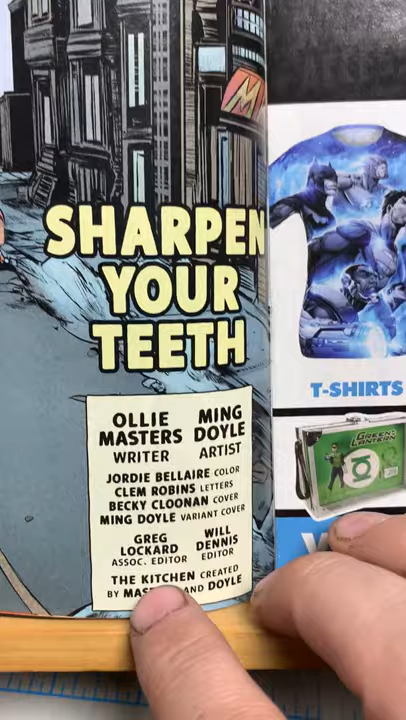 SHARPEN
YOUR
TEETH
OLLIE MASTERS
WRITER
MING DOYLE
ARTIST
JORDIE BELLAIRE COLOR
CLEM ROBINS LETTERS
BECKY CLOONAN COVER
MING DOYLE VARIANT COVER
GREG LOCKARD
ASSOC. EDITOR
WILL DENNIS
EDITOR
THE KITCHEN CREATED
BY AND DOYLE
T-SHIRTS
GREEN LANTERN